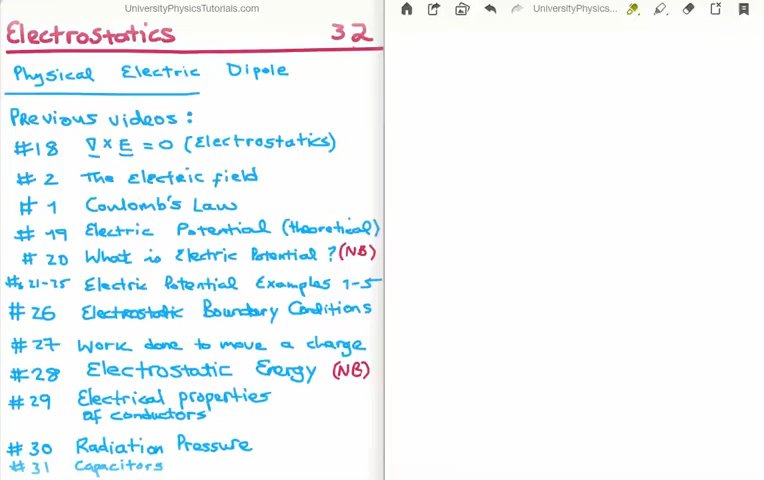 UniversityPhysicsTutorials.com
UniversityPhysics...
Electrostatics 32
Physical Electric Dipole
Previous videos:
#18 ∇ × E = 0 (Electrostatics)
#2 The Electric field
#1 Coulomb's Law
#19 Electric Potential (theoretical)
#20 What is Electric Potential? (NB)
#s 21-25 Electric Potential Examples 1-5
#26 Electrostatic Boundary Conditions
#27 Work done to move a charge
#28 Electrostatic Energy (NB)
#29 Electrical properties
of conductors
#30 Radiation Pressure
#31 Capacitors